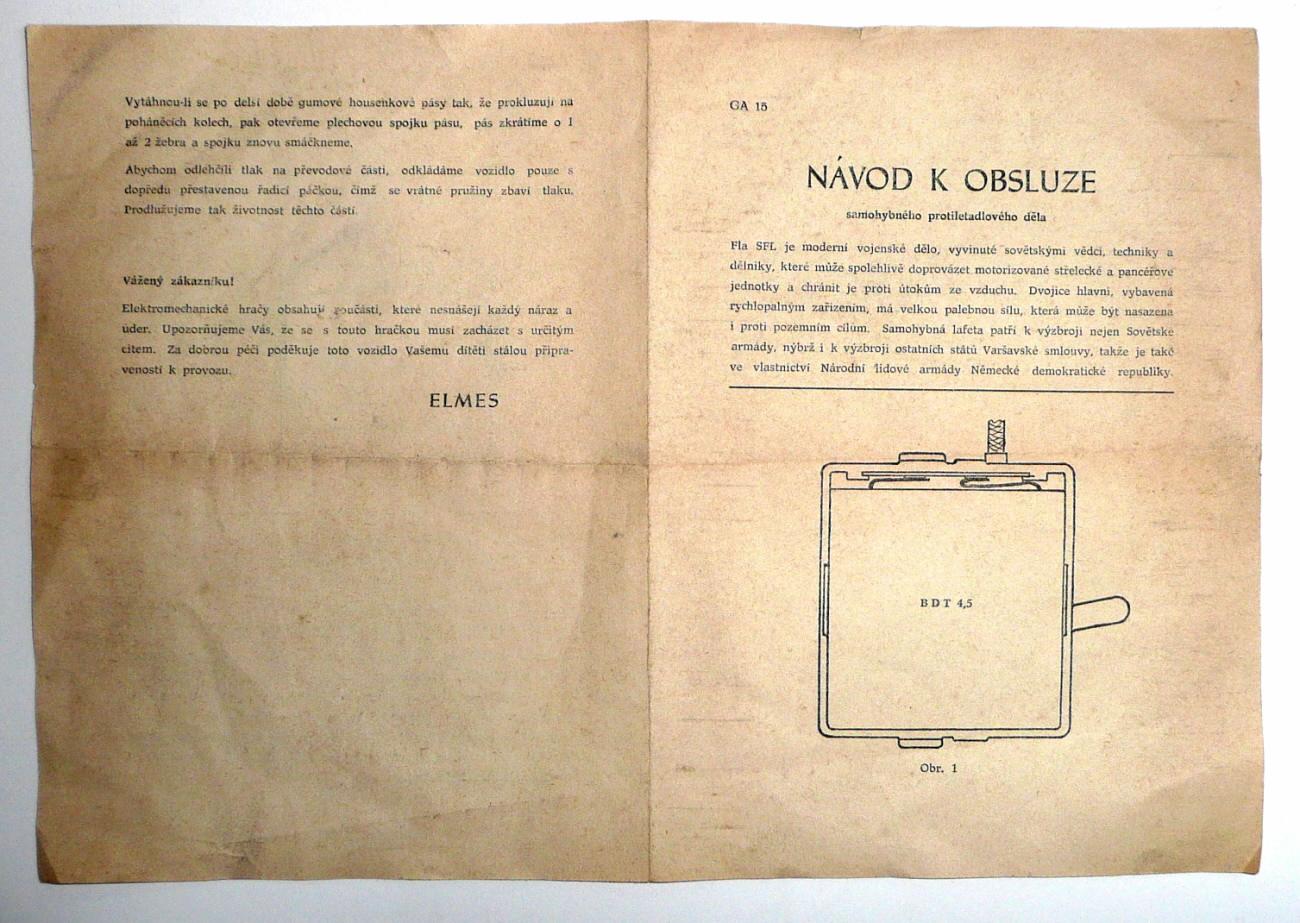 Vytáhnou-li se po delší době gumové housenkové pásy tak, že prokluzují na
poháněcích kolech, pak otevřeme plechovou spojku pásu, pás zkrátíme o 1
až 2 žebra a spojku znovu smáčkneme.
Abychom odlehčili tlak na převodové části, odkládáme vozidlo pouze s
dopředu přestavenou řadicí páčkou, čímž se vrátné pružiny zbaví tlaku.
Prodlužujeme tak životnost těchto částí.
Vážený zákazníku!
Elektromechanické hračy obsahují součásti, které nesnášejí každý náraz a
úder. Upozorňujeme Vás, že se s touto hračkou musí zacházet s určitým
citem. Za dobrou péči poděkuje toto vozidlo Vašemu dítěti stálou připra-
veností k provozu.
ELMES
GA 15
NÁVOD K OBSLUZE
samohybného protiletadlového děla
Fla SFL je moderní vojenské dělo, vyvinuté sovětskými vědci, techniky a
dělníky, které může spolehlivě doprovázet motorizované střelecké a pancéřové
jednotky a chránit je proti útokům ze vzduchu. Dvojice hlavní, vybavená
rychlopalným zařízením, má velkou palebnou sílu, která může být nasazena
i proti pozemním cílům. Samohybná lafeta patří k výzbroji nejen Sovětské
armády, nýbrž i k výzbroji ostatních států Varšavské smlouvy, takže je také
ve vlastnictví Národní lidové armády Německé demokratické republiky.
BDT 4,5
Obr. 1